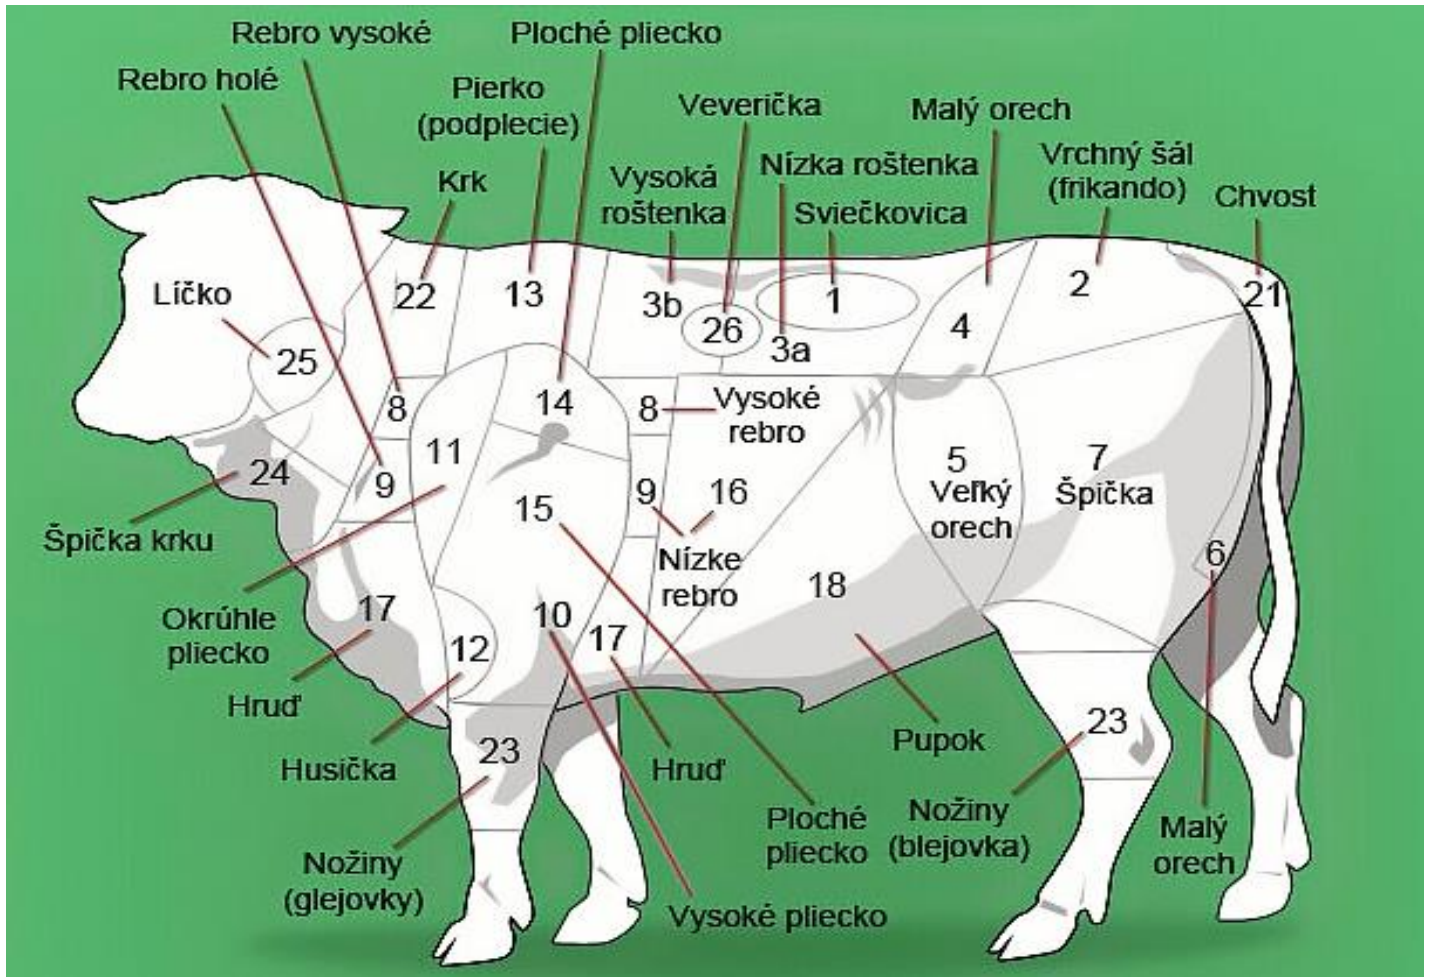 Rebro vysoké
Ploché pliecko
Rebro holé
Pierko
(podplecie)
Veverička
Malý orech
Krk
Vysoká
roštenka
Nízka roštenka
Sviečkovica
Vrchný šál
(frikando)
Chvost
Líčko
22
13
3b
26
1
3a
4
2
21
25
8
14
8
Vysoké
rebro
11
24
9
15
9
16
5
Veľký
orech
7
Špička
Špička krku
Nízke
rebro
6
18
17
10
17
12
Okrúhle
pliecko
Hruď
23
23
Husička
Hruď
Pupok
Nožiny
(glejovky)
Ploché
pliecko
Nožiny
(blejovka)
Malý
orech
Vysoké pliecko